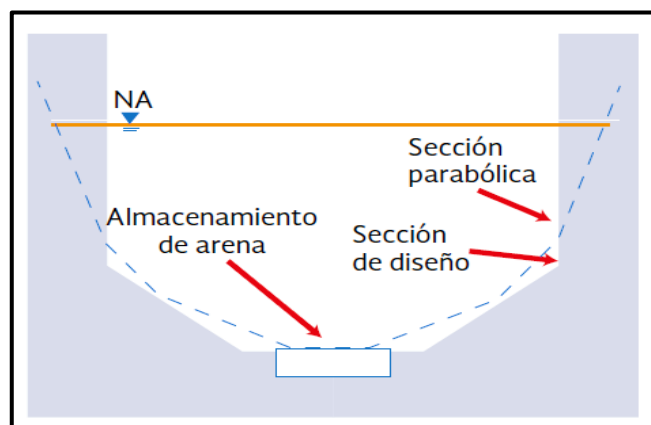 NA
Sección
parabólica
Almacenamiento
de arena
Sección
de diseño